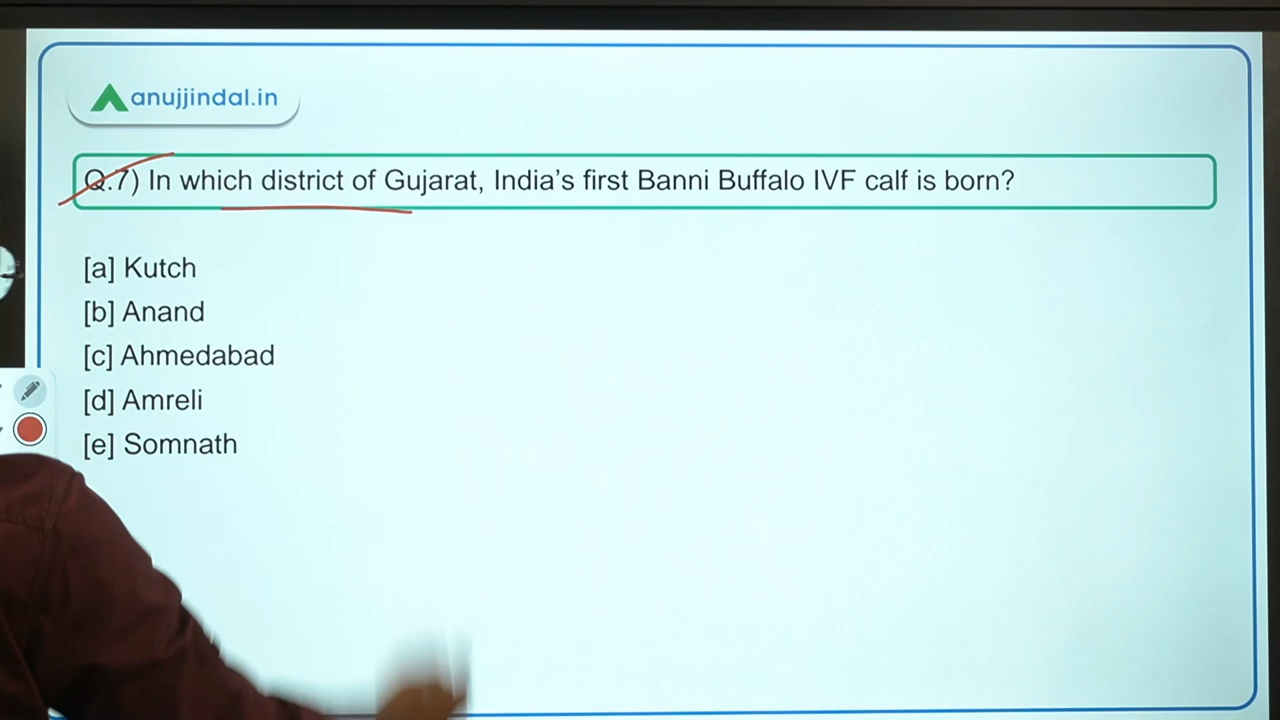 anujjindal.in
Q.7) In which district of Gujarat, India's first Banni Buffalo IVF calf is born?
[a] Kutch
[b] Anand
[c] Ahmedabad
[d] Amreli
[e] Somnath